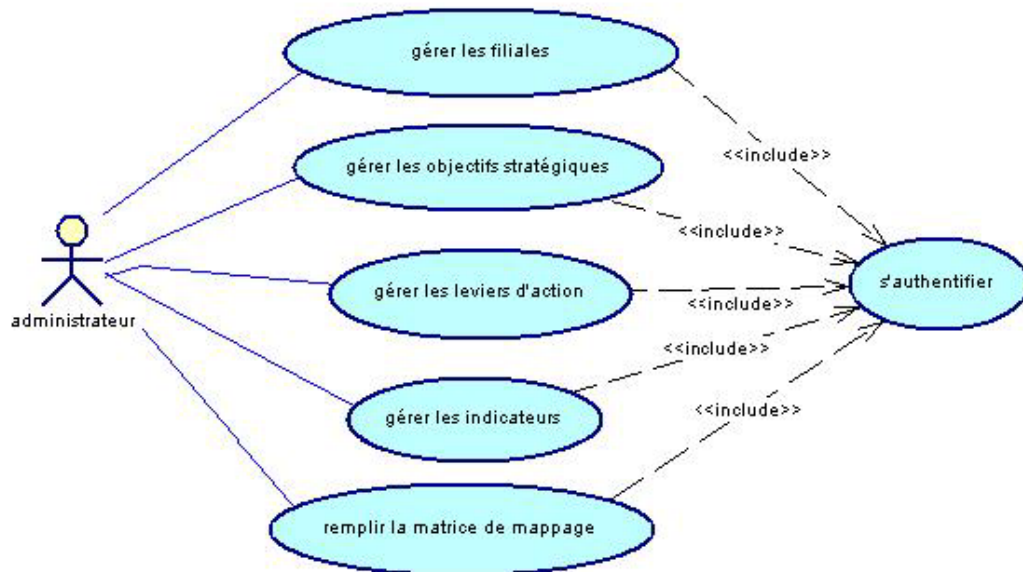 gérer les filiales
<<include>>
gérer les objectifs stratégiques
<<include>>
s'authentifier
gérer les leviers d'action
<<include>>
administrateur
<<include>>
gérer les indicateurs
<<include>>
remplir la matrice de mappage